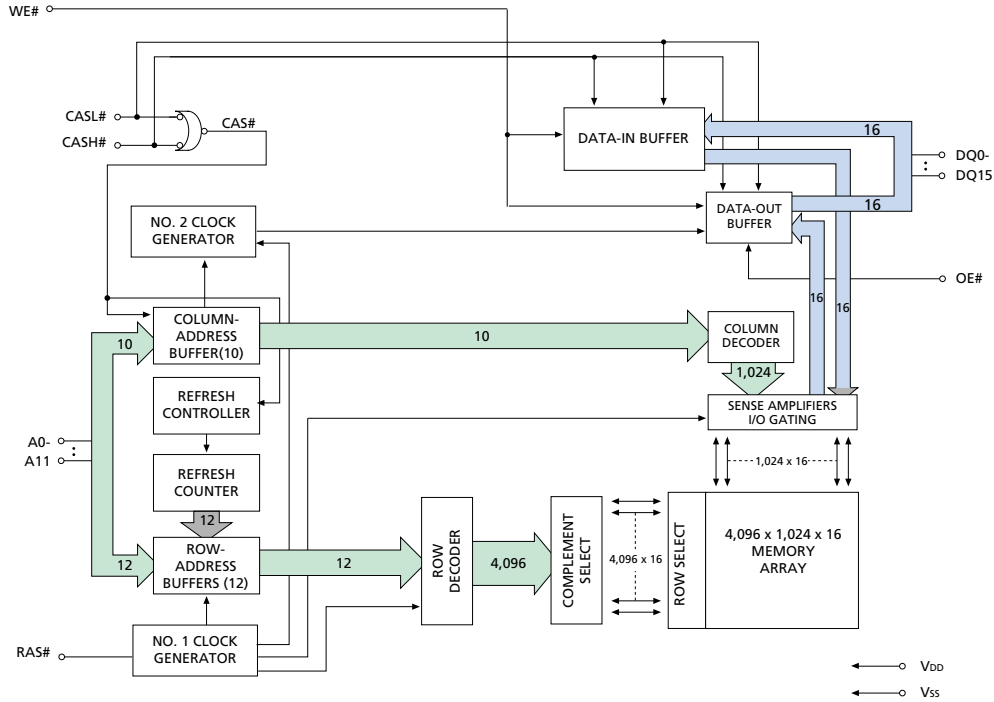 WE#
CASL#
CASH#
CAS#
DATA-IN BUFFER
16
DQ0-
DQ15
16
DATA-OUT
BUFFER
NO. 2 CLOCK
GENERATOR
OE#
16
16
COLUMN-
ADDRESS
BUFFER(10)
10
10
COLUMN
DECODER
1,024
REFRESH
CONTROLLER
SENSE AMPLIFIERS
I/O GATING
A0-
A11
1,024 x 16
REFRESH
COUNTER
12
ROW-
ADDRESS
BUFFERS (12)
12
12
ROW
DECODER
4,096
COMPLEMENT
SELECT
4,096 x 16
ROW SELECT
4,096 x 1,024 x 16
MEMORY
ARRAY
NO. 1 CLOCK
GENERATOR
RAS#
VDD
VSS